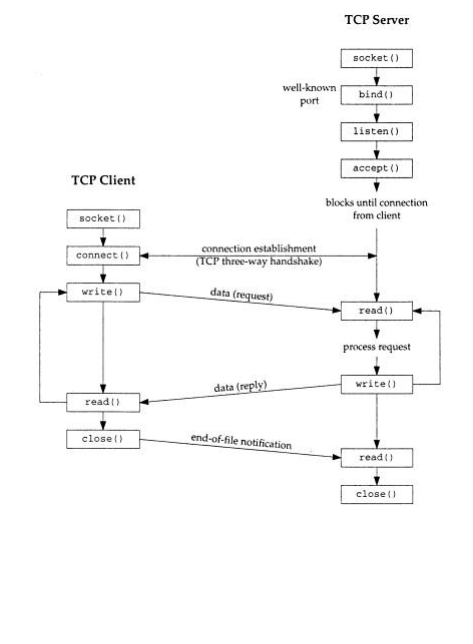 TCP Server
socket()
well-known
port
bind()
listen()
accept()
TCP Client
blocks until connection
from client
socket()
connection establishment
connect()
(TCP three-way handshake)
write()
data (request)
read()
process request
data (reply)
write()
read()
close()
end-of-file notification
read()
close()